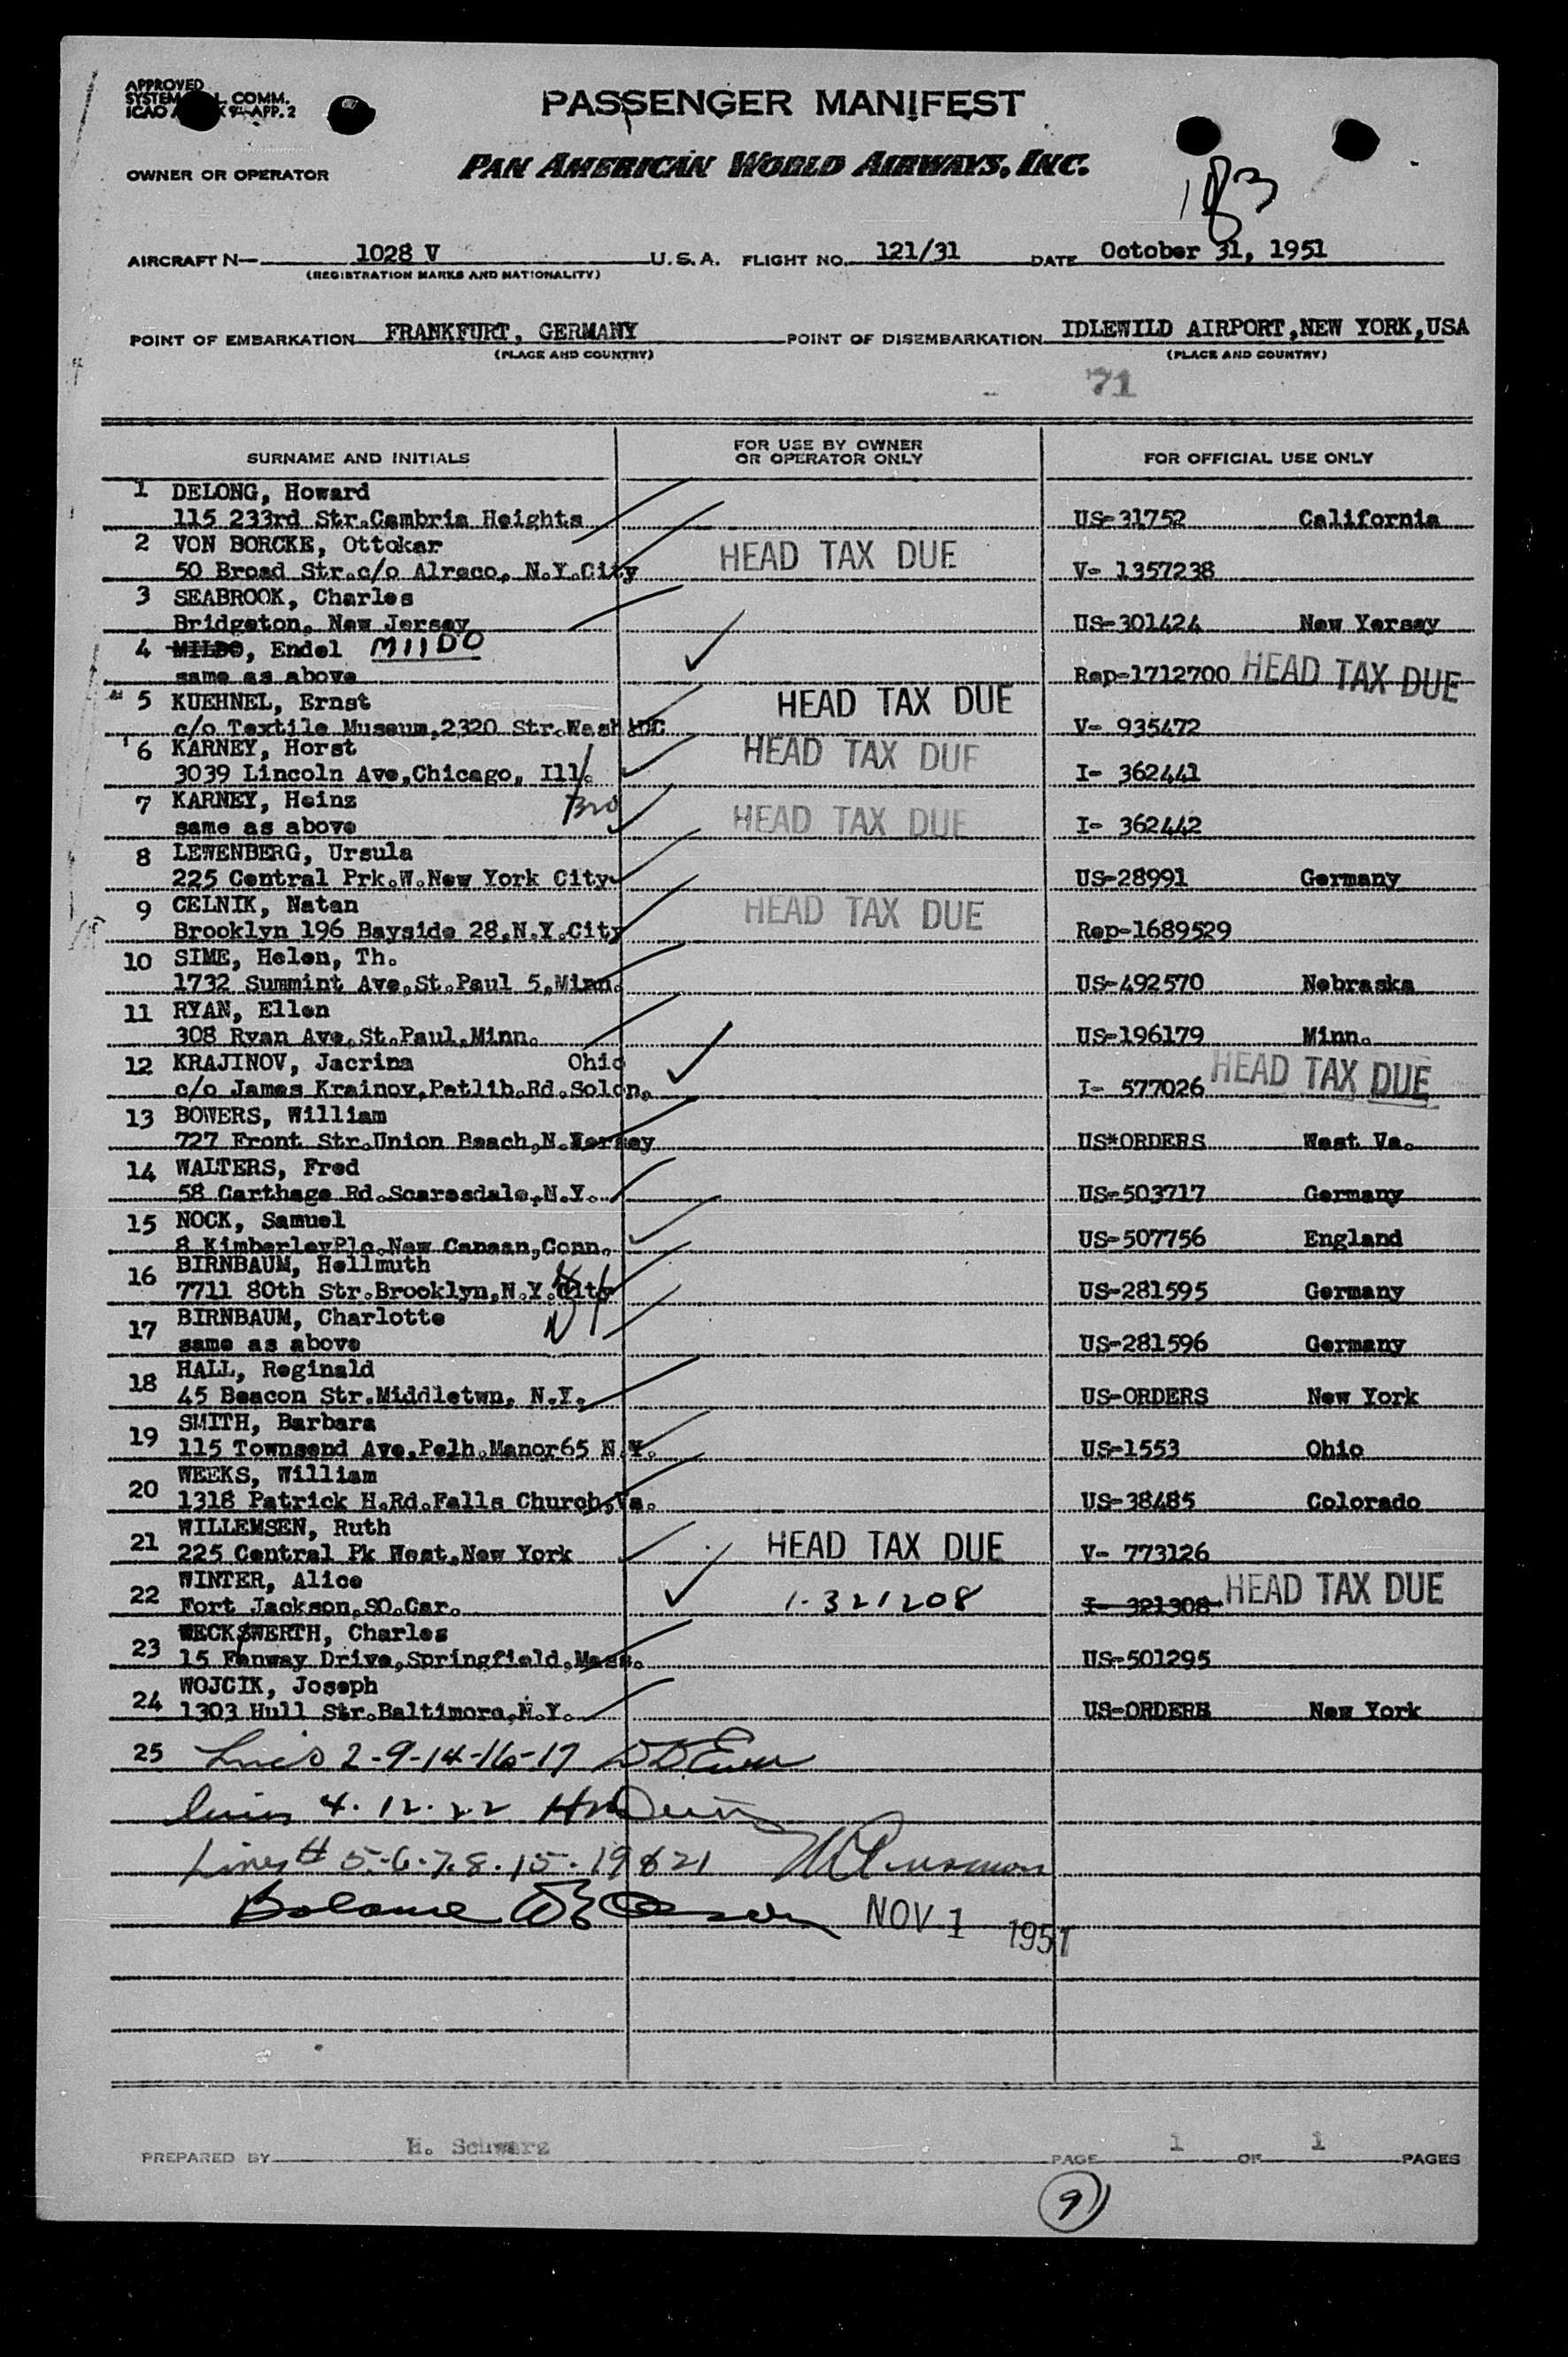 APPROVED
SYSTEM L. COMM.
ICAO 9-APP. 2
PASSENGER MANIFEST
OWNER OR OPERATOR PAN AMERICAN WORLD AIRWAYS, INC.
183
AIRCRAFT N— 1028 V U.S.A. FLIGHT NO. 121/31 DATE October 31, 1951
(REGISTRATION MARKS AND NATIONALITY)
POINT OF EMBARKATION FRANKFURT, GERMANY POINT OF DISEMBARKATION IDLEWILD AIRPORT,NEW YORK,USA
(PLACE AND COUNTRY) (PLACE AND COUNTRY)
71
SURNAME AND INITIALS FOR USE BY OWNER OR OPERATOR ONLY FOR OFFICIAL USE ONLY
1 DELONG, Howard
115 233rd Str.Cambria Heights US-31752 California
2 VON BORCKE, Ottokar HEAD TAX DUE
50 Broad Str.c/o Alraco, N.Y.City V- 1357238
3 SEABROOK, Charles
Bridgeton, New Jersey US-301424 New Yersey
4 MILDO, Endel MIIDO
same as above Rep-1712700 HEAD TAX DUE
5 KUEHNEL, Ernst HEAD TAX DUE
c/o Textile Museum,2320 Str.Wash.DC V- 935472
6 KARNEY, Horst HEAD TAX DUE
3039 Lincoln Ave,Chicago, Ill. I- 362441
7 KARNEY, Heinz Bro HEAD TAX DUE
same as above I- 362442
8 LEWENBERG, Ursula
225 Central Prk.W.New York City US-28991 Germany
9 CELNIK, Natan HEAD TAX DUE
Brooklyn 196 Bayside 28,N.Y.City Rep-1689529
10 SIME, Helen, Th.
1732 Summint Ave,St.Paul 5,Minn. US-492570 Nebraska
11 RYAN, Ellen
308 Ryan Ave,St.Paul,Minn. US-196179 Minn.
12 KRAJINOV, Jacrina Ohio
c/o James Krainov,Petlib.Rd.Solon, I- 577026 HEAD TAX DUE
13 BOWERS, William
727 Front Str.Union Beach,N.Yersey US*ORDERS West Va.
14 WALTERS, Fred
58 Carthage Rd.Scaresdale,N.Y. US-503717 Germany
15 NOCK, Samuel
8 KimberleyPlc.New Canaan,Conn. US-507756 England
16 BIRNBAUM, Hellmuth
7711 80th Str.Brooklyn,N.Y.City US-281595 Germany
17 BIRNBAUM, Charlotte
same as above US-281596 Germany
18 HALL, Reginald
45 Beacon Str.Middletwn, N.Y. US-ORDERS New York
19 SMITH, Barbara
115 Townsend Ave,Pelh.Manor65 N.Y. US-1553 Ohio
20 WEEKS, William
1318 Patrick H.Rd.Falls Church,Va. US-38485 Colorado
21 WILLEMSEN, Ruth HEAD TAX DUE
225 Central Pk West,New York V- 773126
22 WINTER, Alice HEAD TAX DUE
Fort Jackson,SO.Car. 1-321208 I- 321308
23 WECKSWERTH, Charles
15 Fenway Drive,Springfield,Mass. US-501295
24 WOJCIK, Joseph
1303 Hull Str.Baltimore,N.Y. US-ORDERE New York
25 Lines 2-9-14-16-17
lines 4.12.22
Lines # 5.6.7.8.15.19 & 21
Balance NOV 1 1951
PREPARED BY H. Schwarz PAGE 1 OF 1 PAGES
9